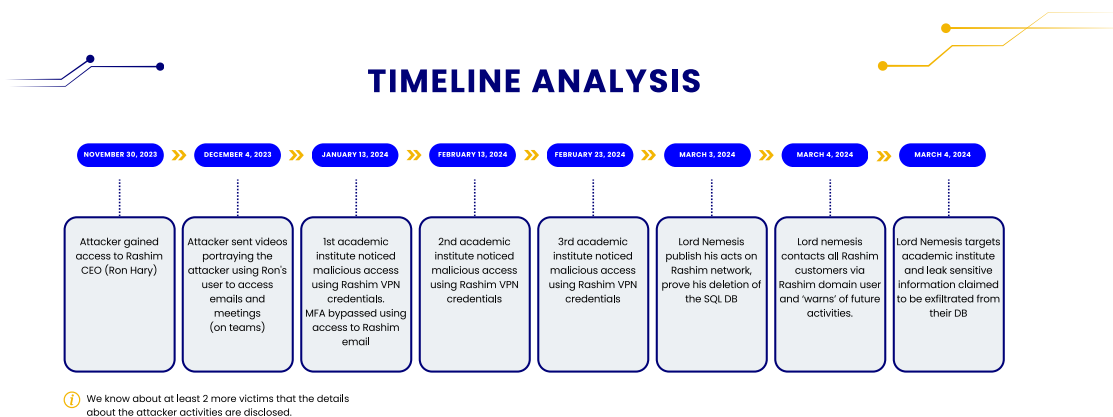 TIMELINE ANALYSIS
NOVEMBER 30, 2023
DECEMBER 4, 2023
JANUARY 13, 2024
FEBRUARY 13, 2024
FEBRUARY 23, 2024
MARCH 3, 2024
MARCH 4, 2024
MARCH 4, 2024
Attacker gained
access to Rashim
CEO (Ron Hary)
Attacker sent videos
portraying the
attacker using Ron's
user to access
emails and
meetings
(on teams)
1st academic
institute noticed
malicious access
using Rashim VPN
credentials.
MFA bypassed using
access to Rashim
email
2nd academic
institute noticed
malicious access
using Rashim VPN
credentials
3rd academic
institute noticed
malicious access
using Rashim VPN
credentials
Lord Nemesis
publish his acts on
Rashim network,
prove his deletion of
the SQL DB
Lord nemesis
contacts all Rashim
customers via
Rashim domain user
and 'warns' of future
activities.
Lord Nemesis targets
academic institute
and leak sensitive
information claimed
to be exfiltrated from
their DB
i
We know about at least 2 more victims that the details
about the attacker activities are disclosed.